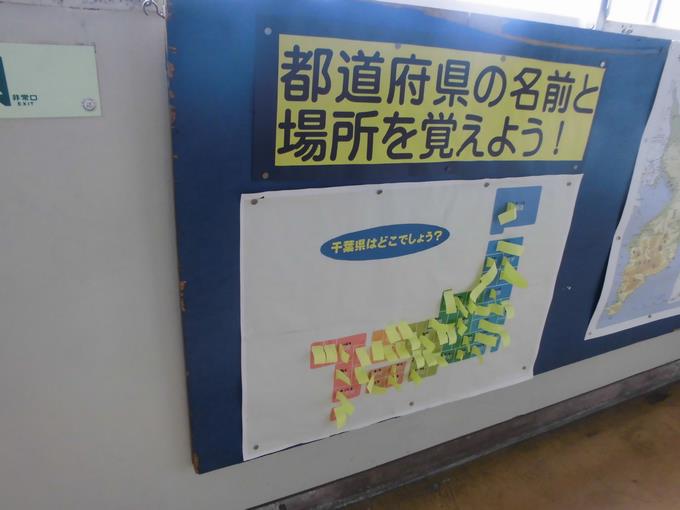 非常口
EXIT
都道府県の名前と
場所を覚えよう！
千葉県はどこでしょう？